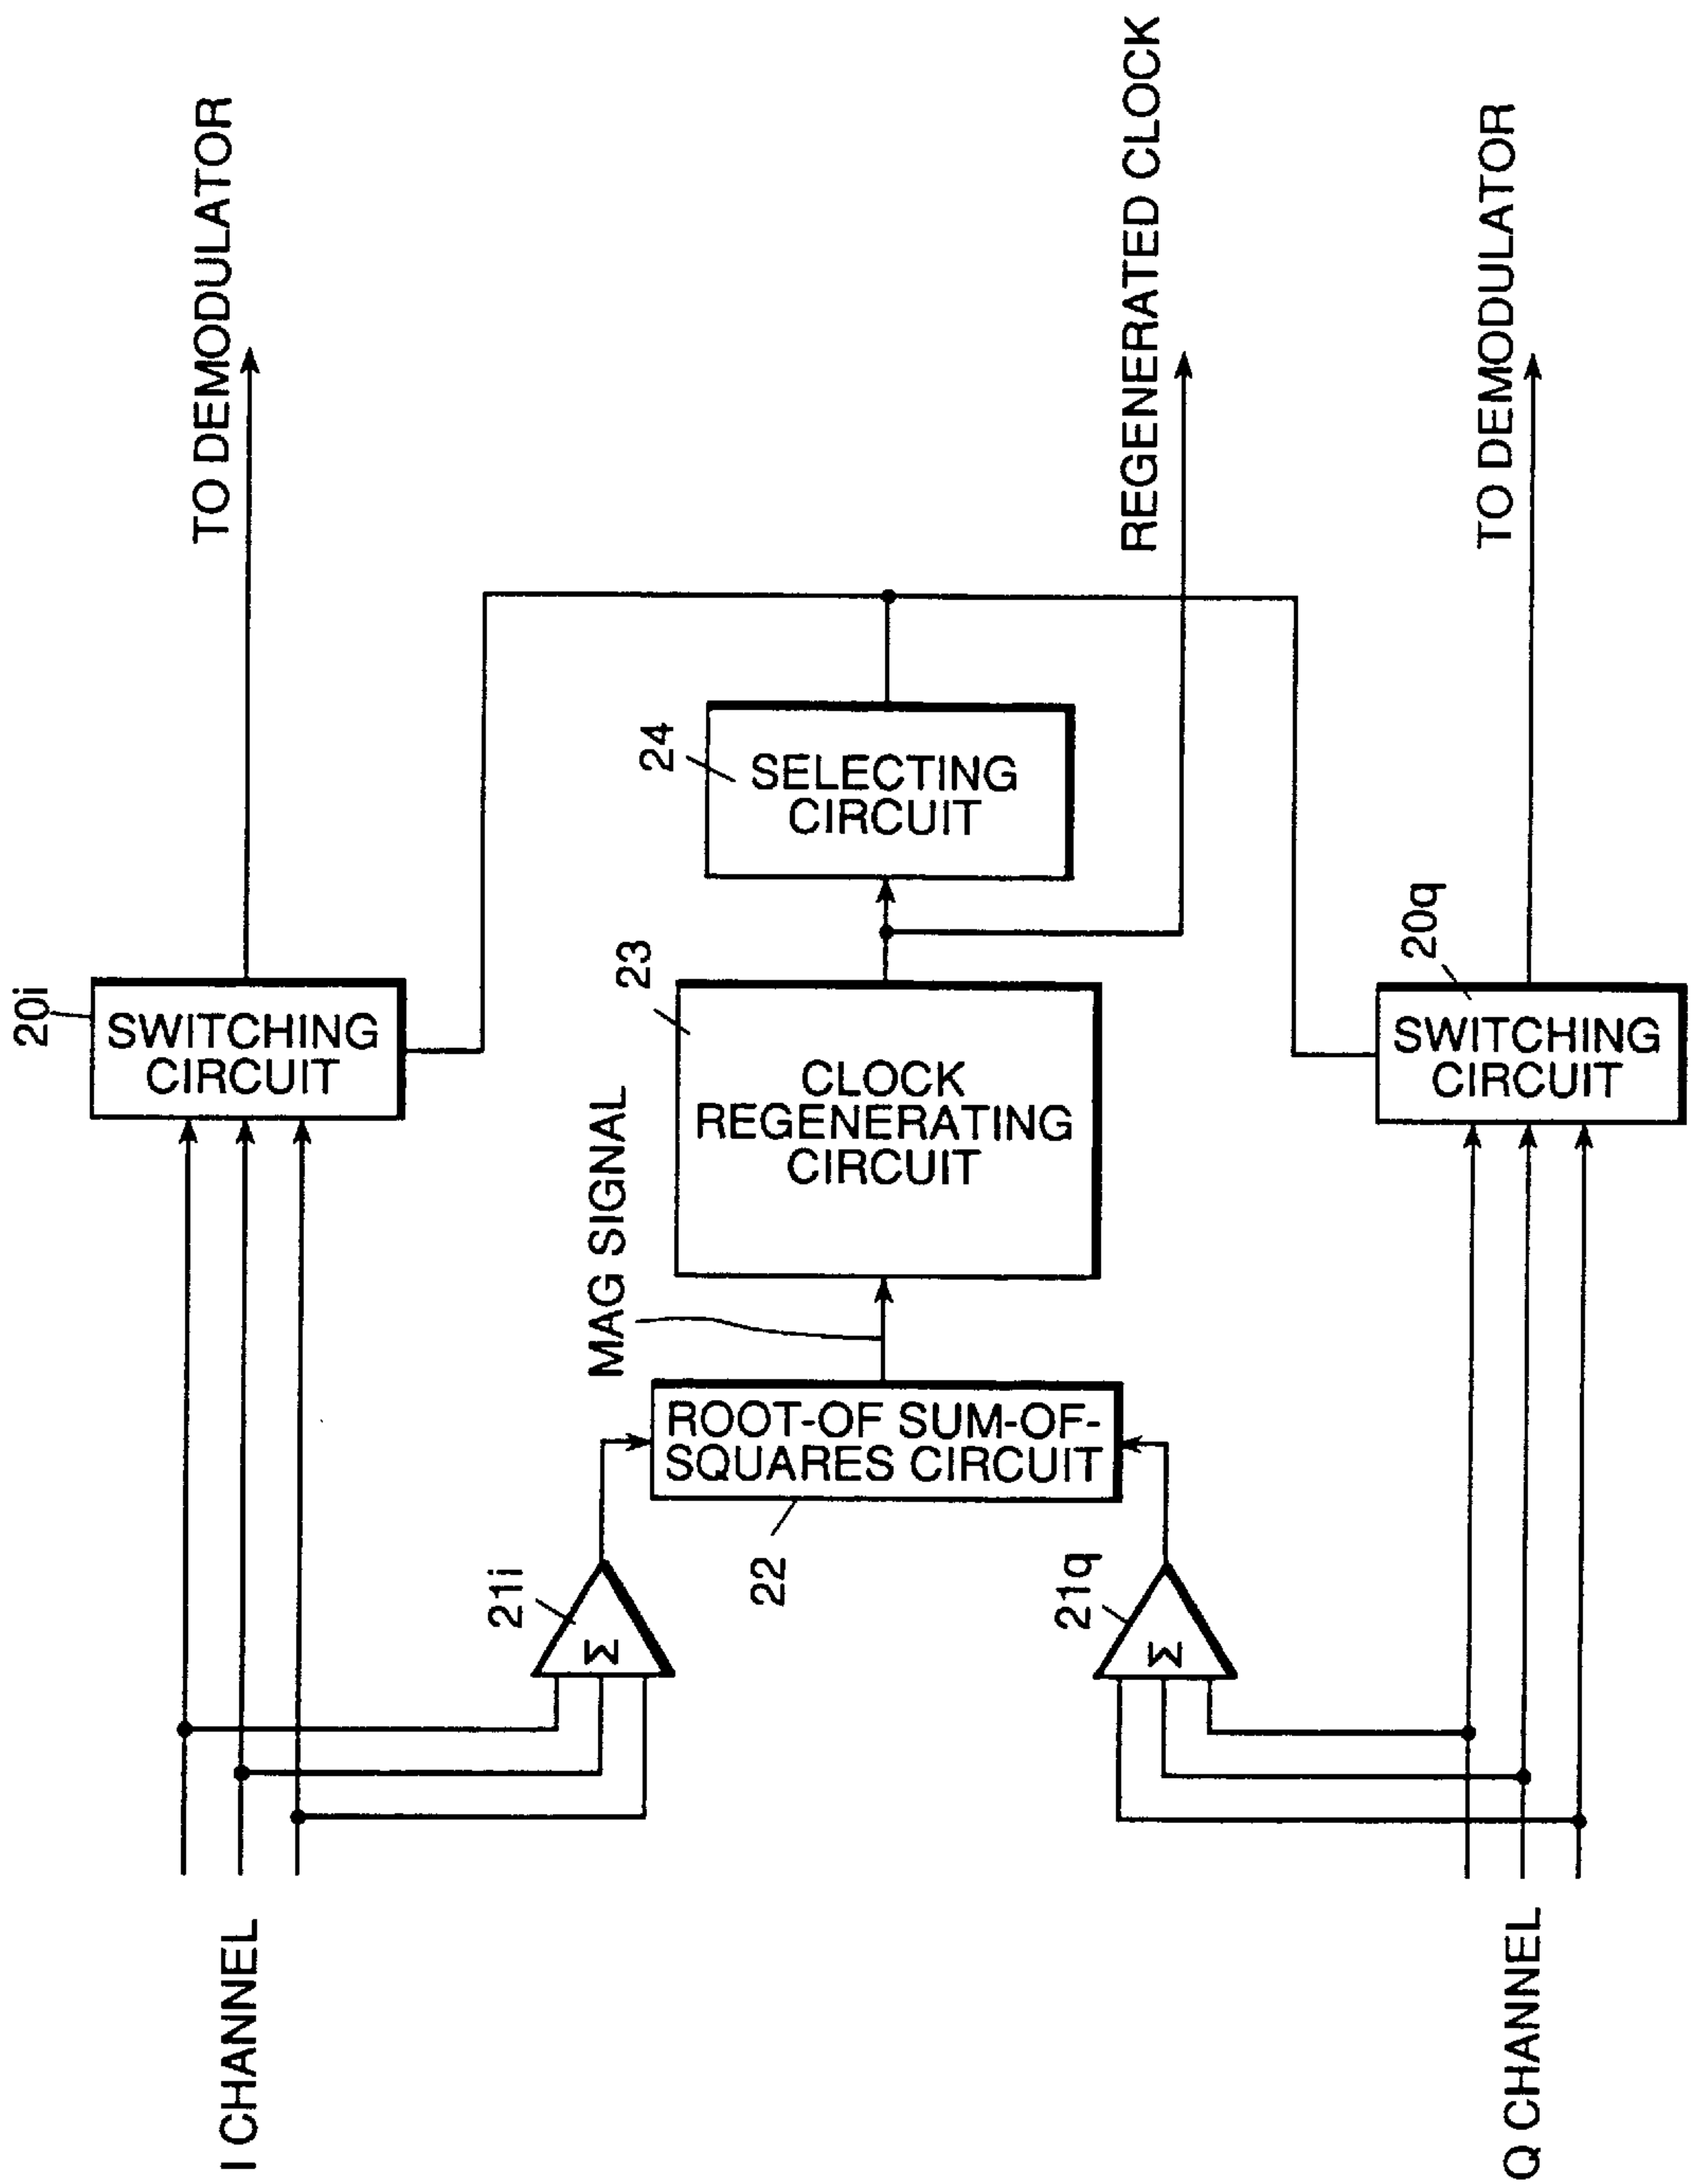 I CHANNEL
20i
SWITCHING
CIRCUIT
TO DEMODULATOR
21i
Σ
MAG SIGNAL
23
24
ROOT-OF SUM-OF-
SQUARES CIRCUIT
22
CLOCK
REGENERATING
CIRCUIT
SELECTING
CIRCUIT
REGENERATED CLOCK
21q
Σ
20q
SWITCHING
CIRCUIT
TO DEMODULATOR
Q CHANNEL